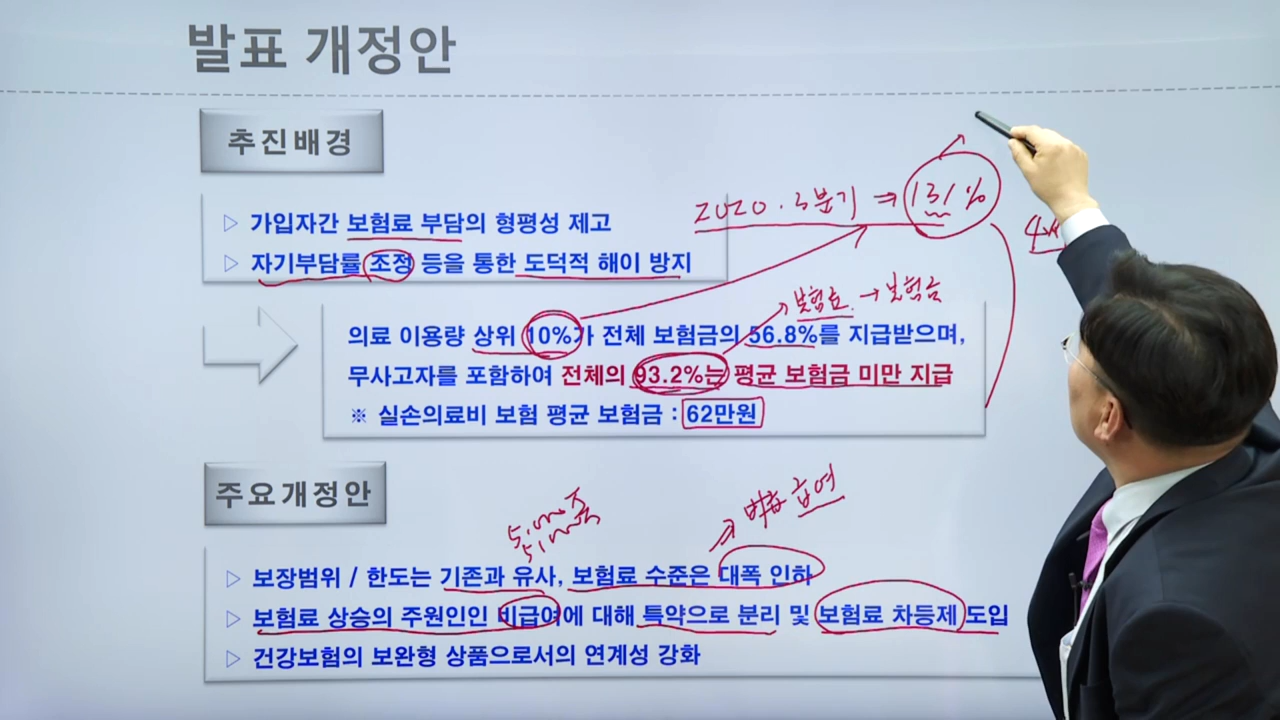 발표 개정안
추진배경
▷ 가입자간 보험료 부담의 형평성 제고
▷ 자기부담률 조정 등을 통한 도덕적 해이 방지
2020. 3분기 ⇒ 131%
보험료 → 보험금
의료 이용량 상위 10%가 전체 보험금의 56.8%를 지급받으며,
무사고자를 포함하여 전체의 93.2%는 평균 보험금 미만 지급
※ 실손의료비 보험 평균 보험금 : 62만원
주요개정안
급여
▷ 보장범위 / 한도는 기존과 유사, 보험료 수준은 대폭 인하
▷ 보험료 상승의 주원인인 비급여에 대해 특약으로 분리 및 보험료 차등제 도입
▷ 건강보험의 보완형 상품으로서의 연계성 강화